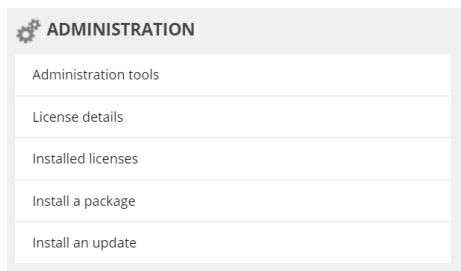 ADMINISTRATION
Administration tools
License details
Installed licenses
Install a package
Install an update